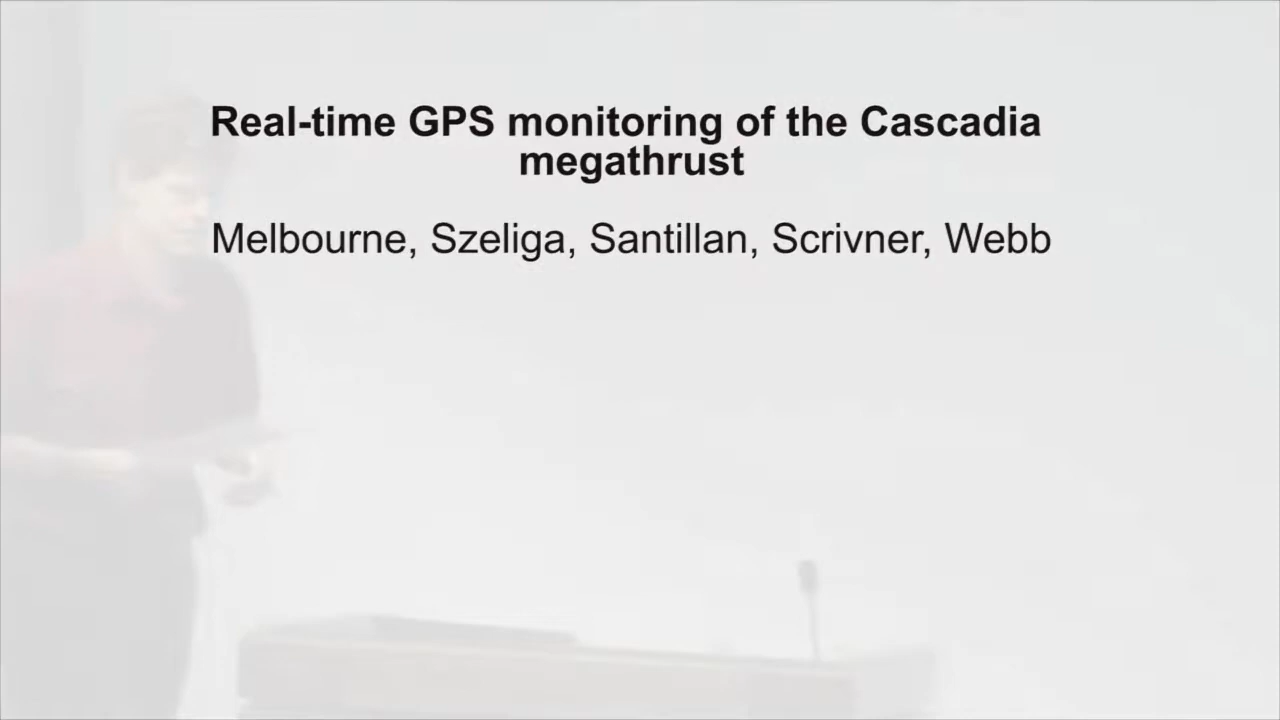 Real-time GPS monitoring of the Cascadia
megathrust
Melbourne, Szeliga, Santillan, Scrivner, Webb